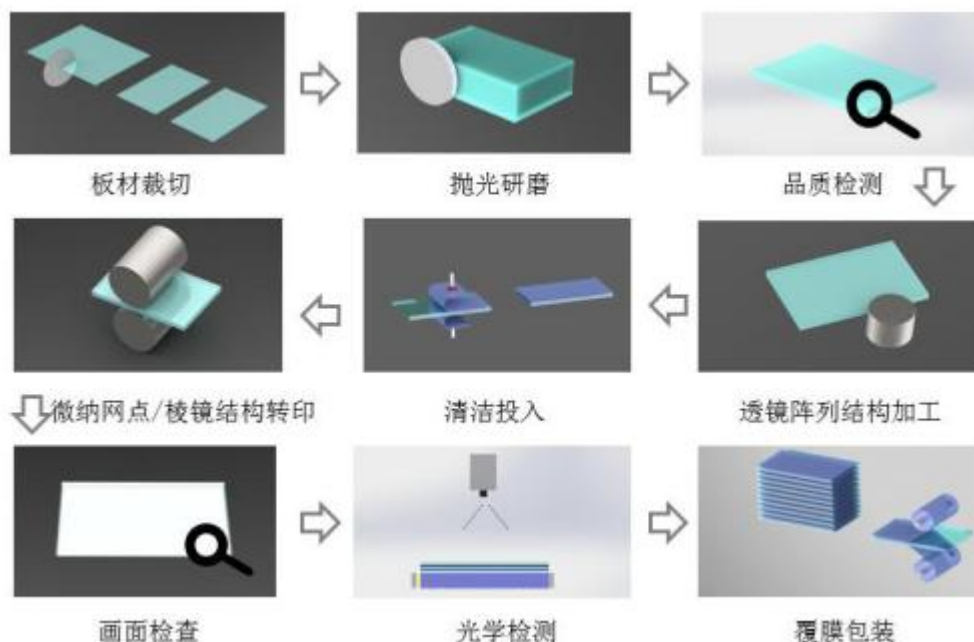 板材裁切
抛光研磨
品质检测
透镜阵列结构加工
清洁投入
微纳网点/棱镜结构转印
画面检查
光学检测
覆膜包装